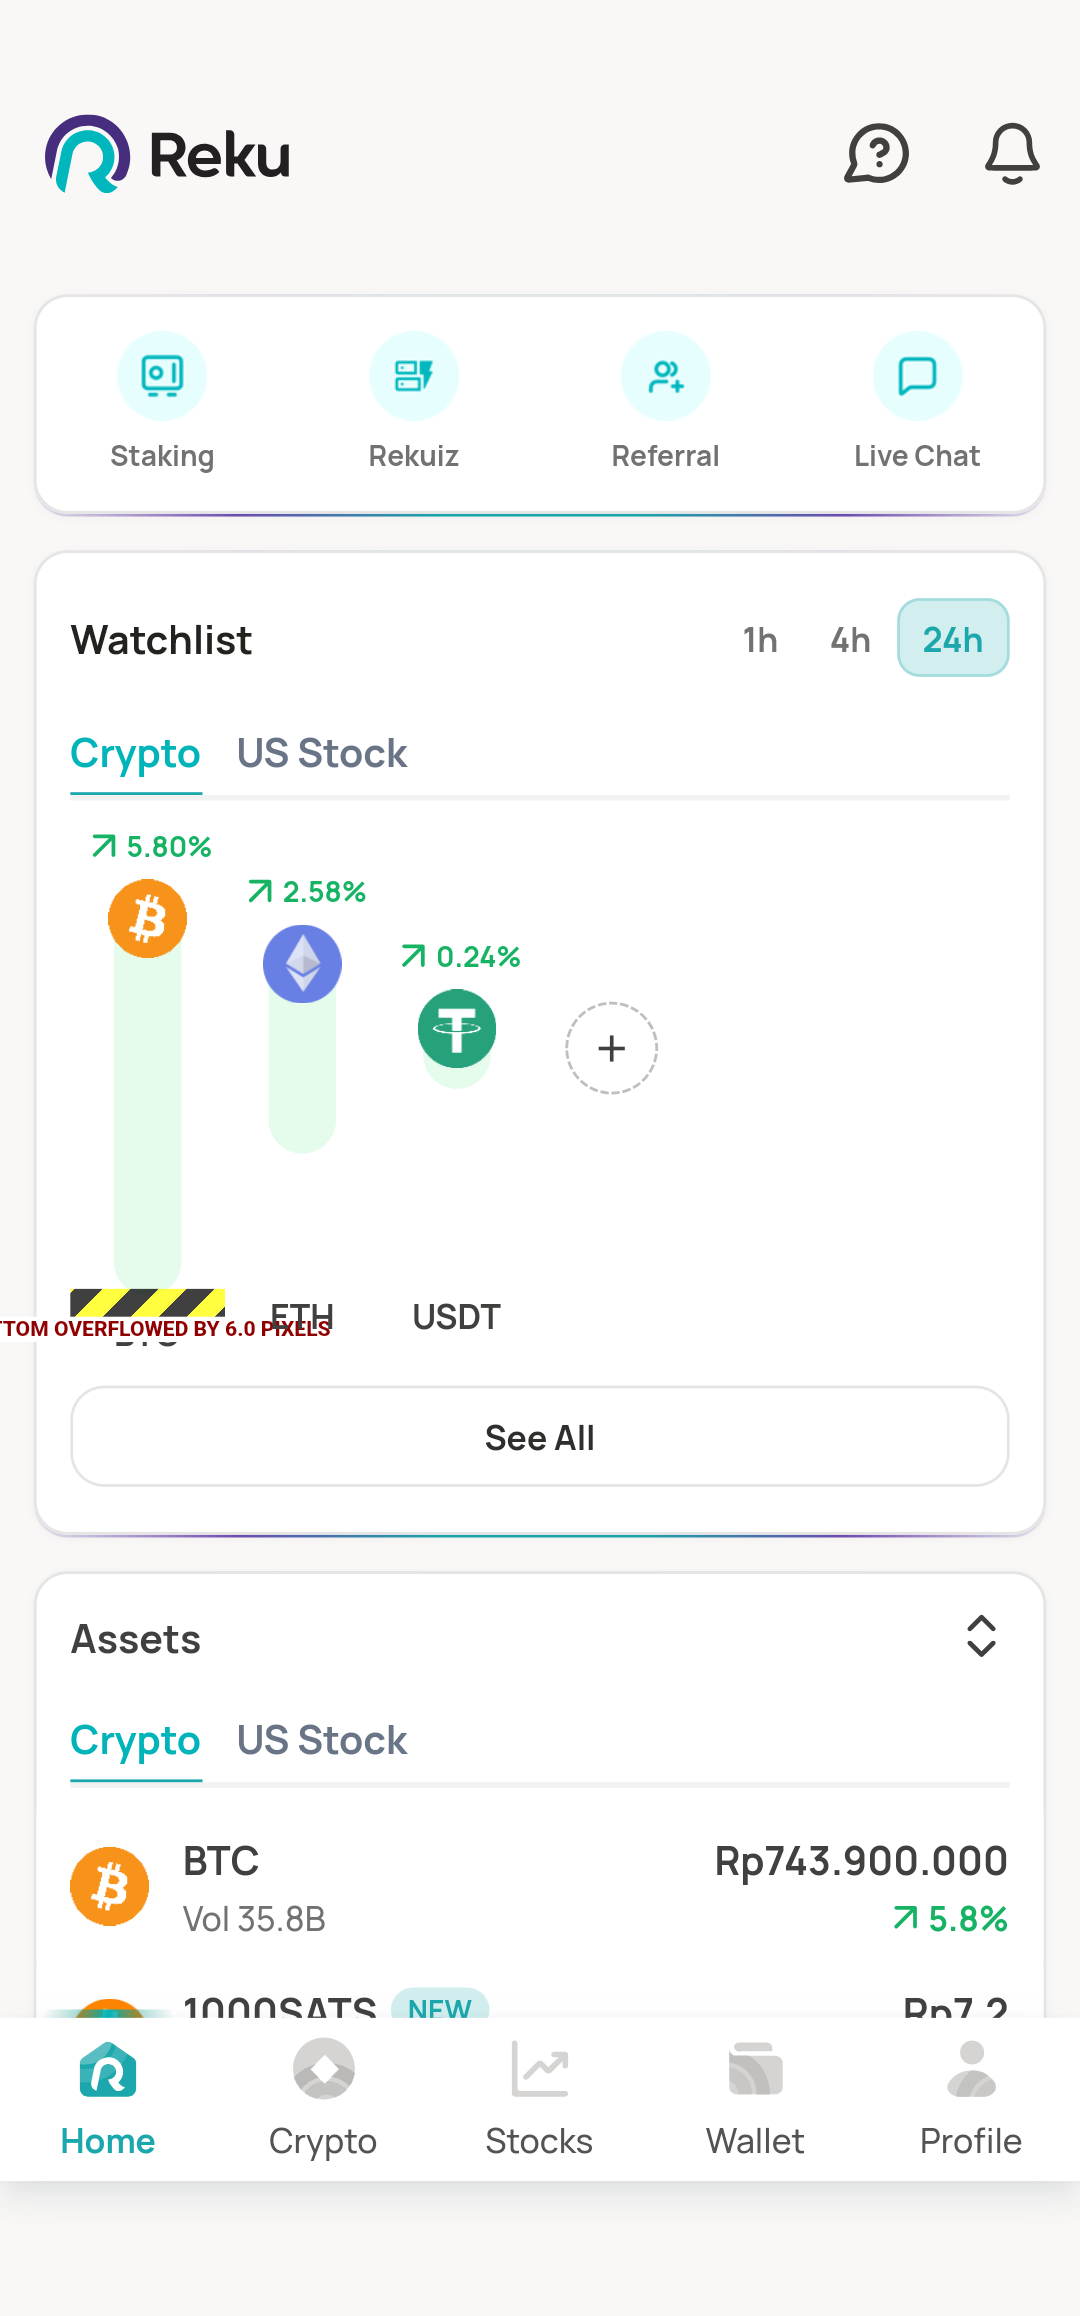 Reku
Staking
Rekuiz
Referral
Live Chat
Watchlist
1h
4h
24h
Crypto
US Stock
5.80%
2.58%
0.24%
ETH
USDT
TTOM OVERFLOWED BY 6.0 PIXELS
BTC
See All
Assets
Crypto
US Stock
BTC
Rp743.900.000
Vol 35.8B
5.8%
1000SATS
NEW
Rp7,2
Home
Crypto
Stocks
Wallet
Profile